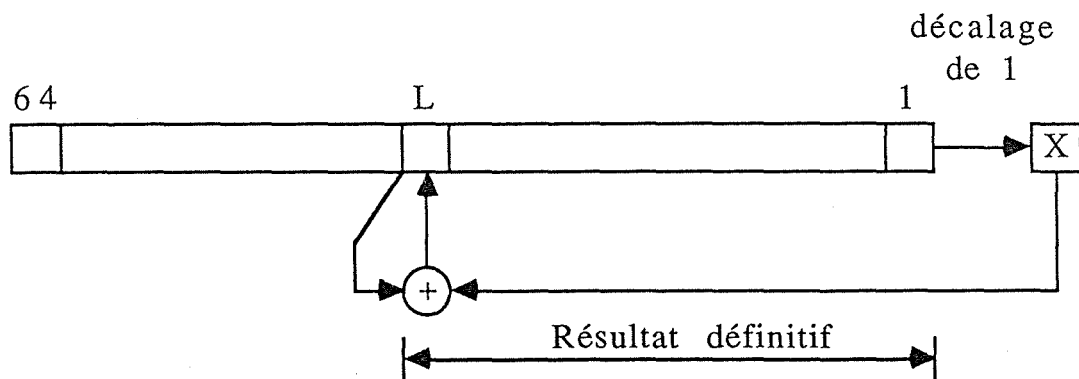 décalage
de 1
64 L 1
X
+
Résultat définitif